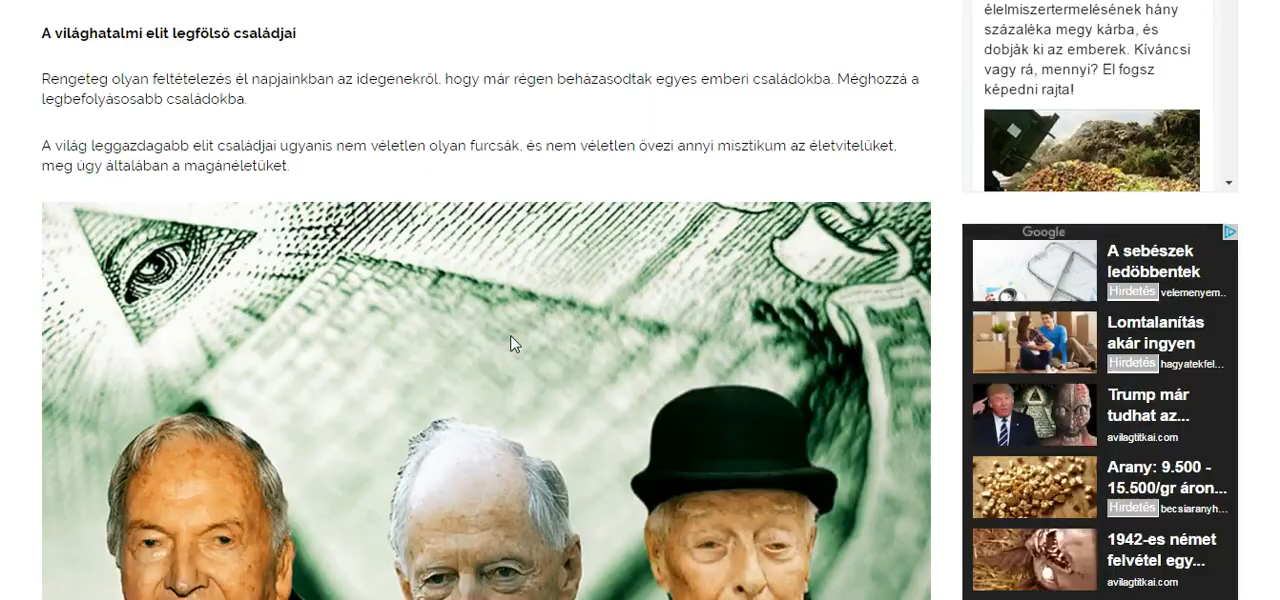 A világhatalmi elit legfölső családjai
Rengeteg olyan feltételezés él napjainkban az idegenekről, hogy már régen beházasodtak egyes emberi családokba. Méghozzá a
legbefolyásosabb családokba.
A világ leggazdagabb elit családjai ugyanis nem véletlen olyan furcsák, és nem véletlen övezi annyi misztikum az életvitelüket,
meg úgy általában a magánéletüket.
élelmiszertermelésének hány
százaléka megy kárba, és
dobják ki az emberek. Kíváncsi
vagy rá, mennyi? El fogsz
képedni rajta!
Google
A sebészek
ledöbbentek
Hirdetés velemenyem..
Lomtalanítás
akár ingyen
Hirdetés hagyatekfel...
Trump már
tudhat az...
avilagtitkai.com
Arany: 9.500 -
15.500/gr áron...
Hirdetés becsiaranyh...
1942-es német
felvétel egy...
avilagtitkai.com